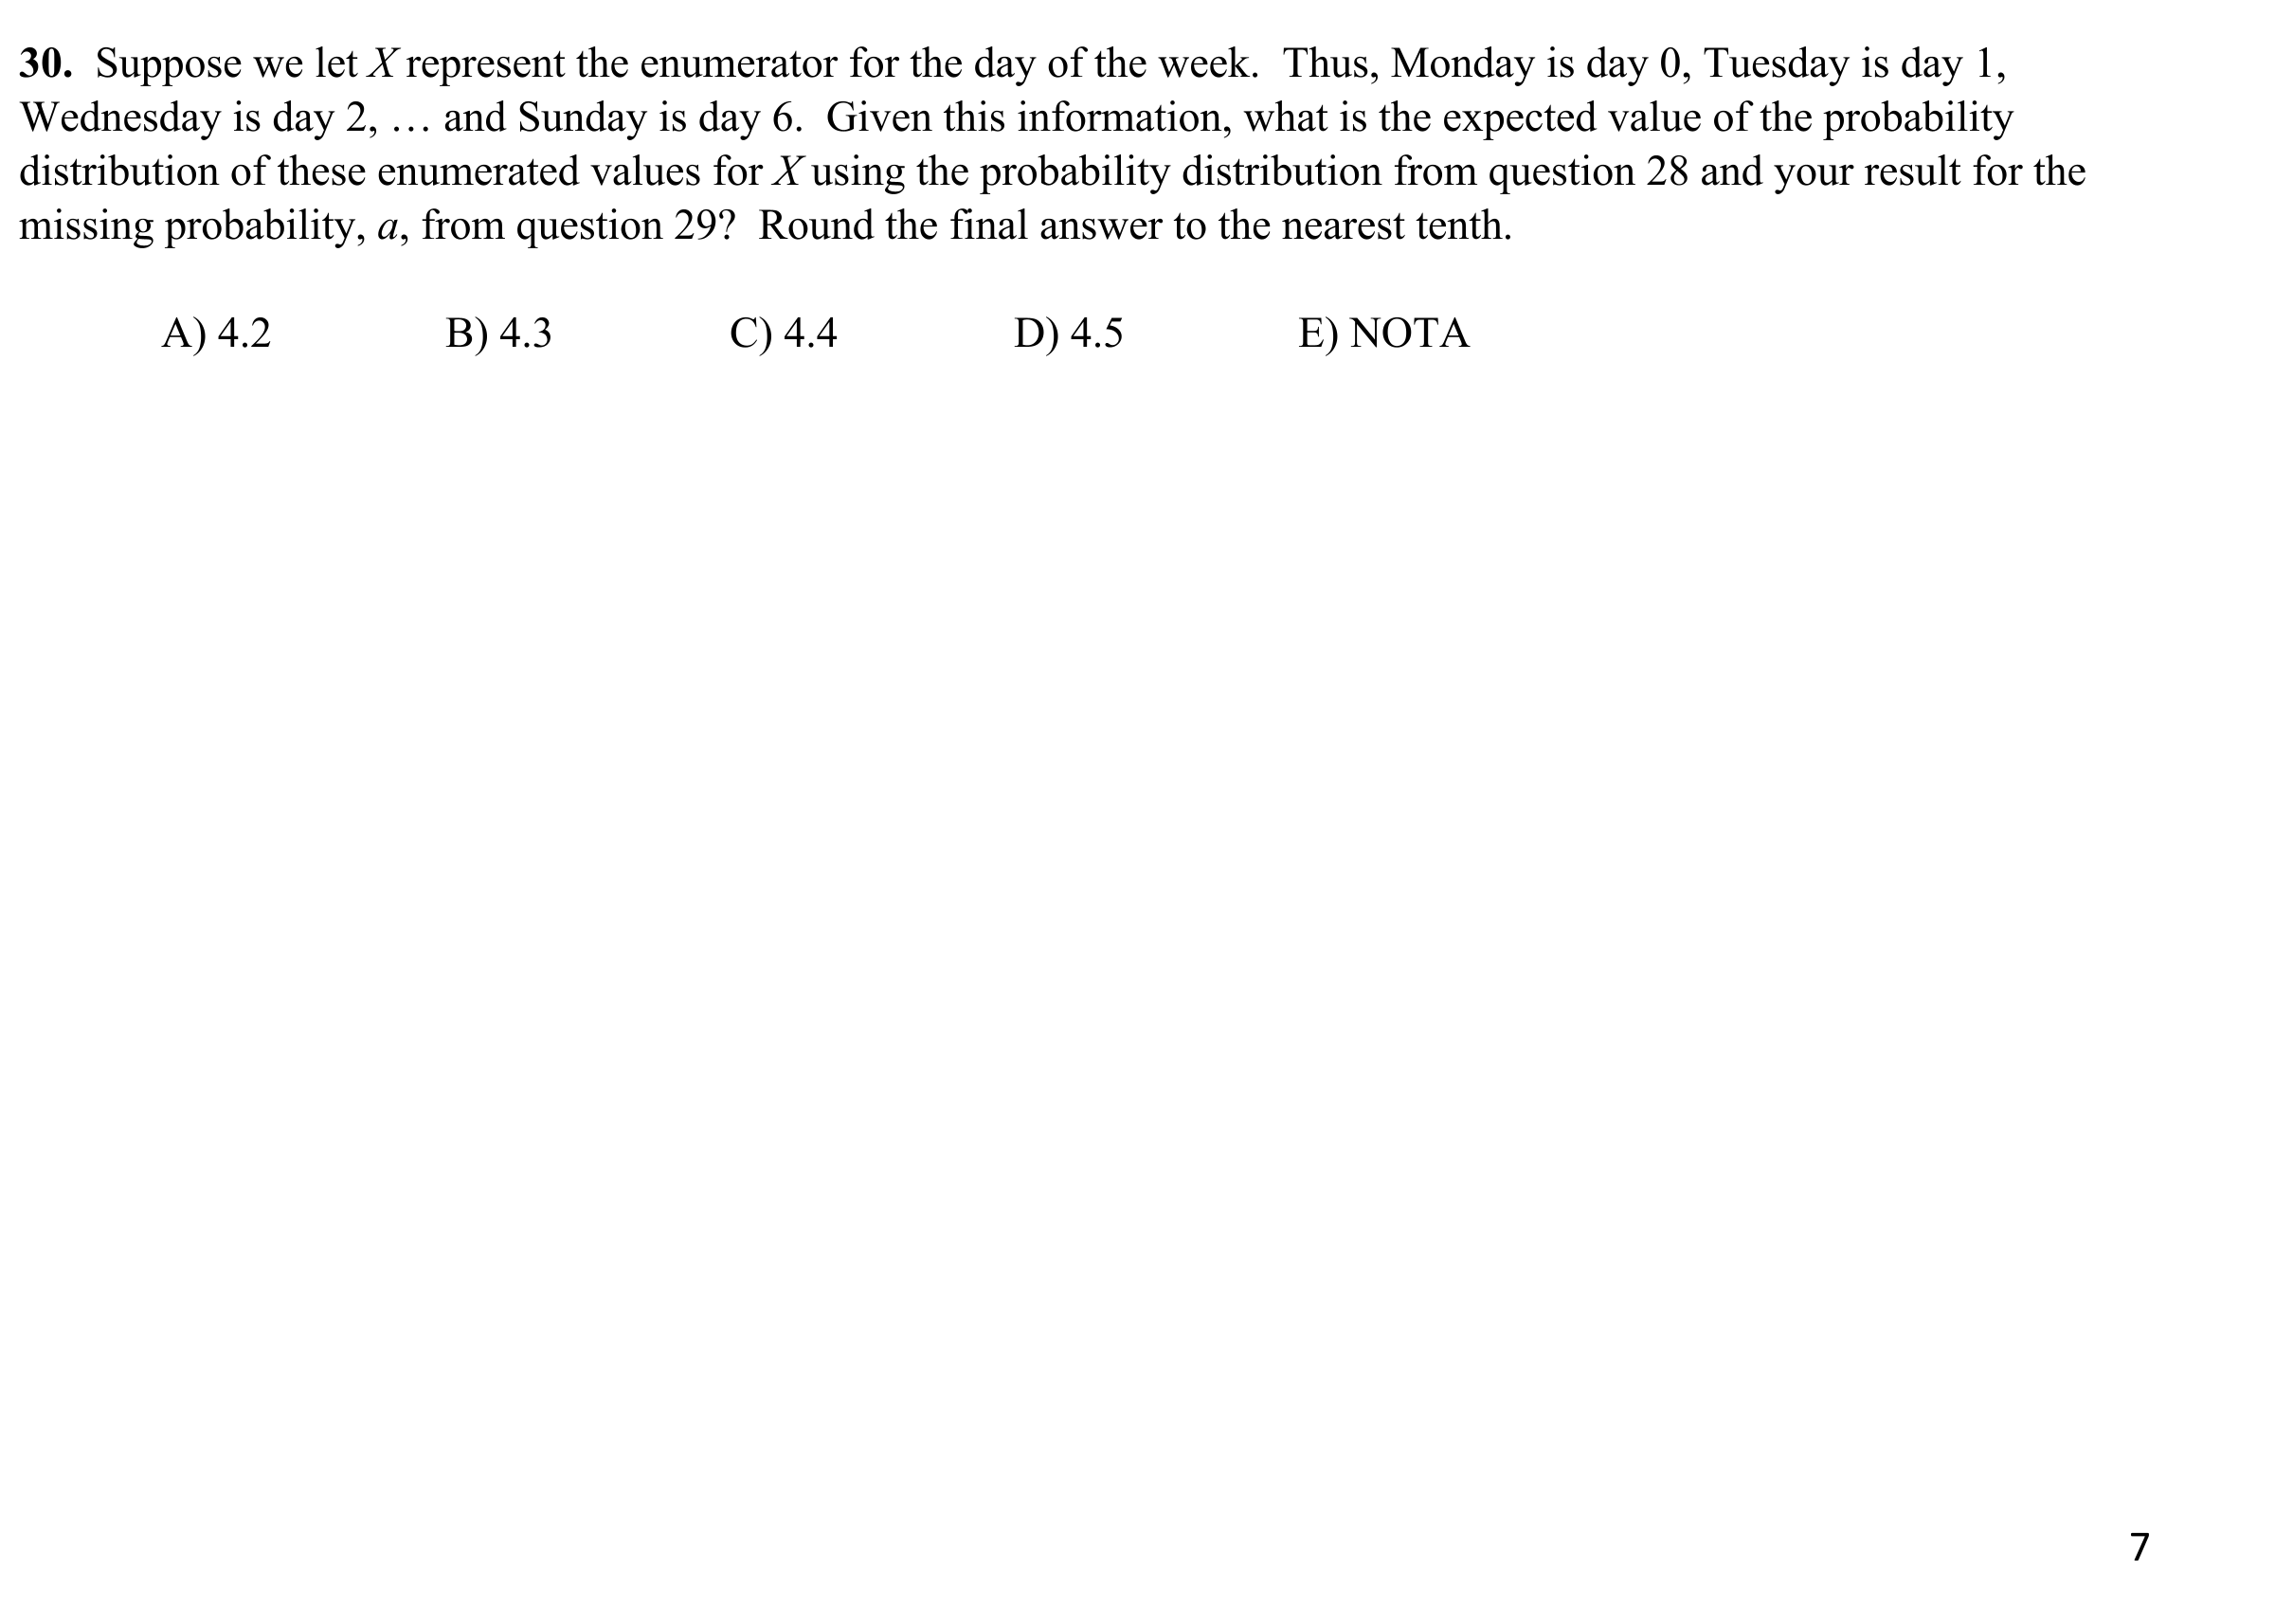 30. Suppose we let X represent the enumerator for the day of the week. Thus, Monday is day 0, Tuesday is day 1,
Wednesday is day 2, … and Sunday is day 6. Given this information, what is the expected value of the probability
distribution of these enumerated values for X using the probability distribution from question 28 and your result for the
missing probability, a, from question 29? Round the final answer to the nearest tenth.
A) 4.2 B) 4.3 C) 4.4 D) 4.5 E) NOTA
7